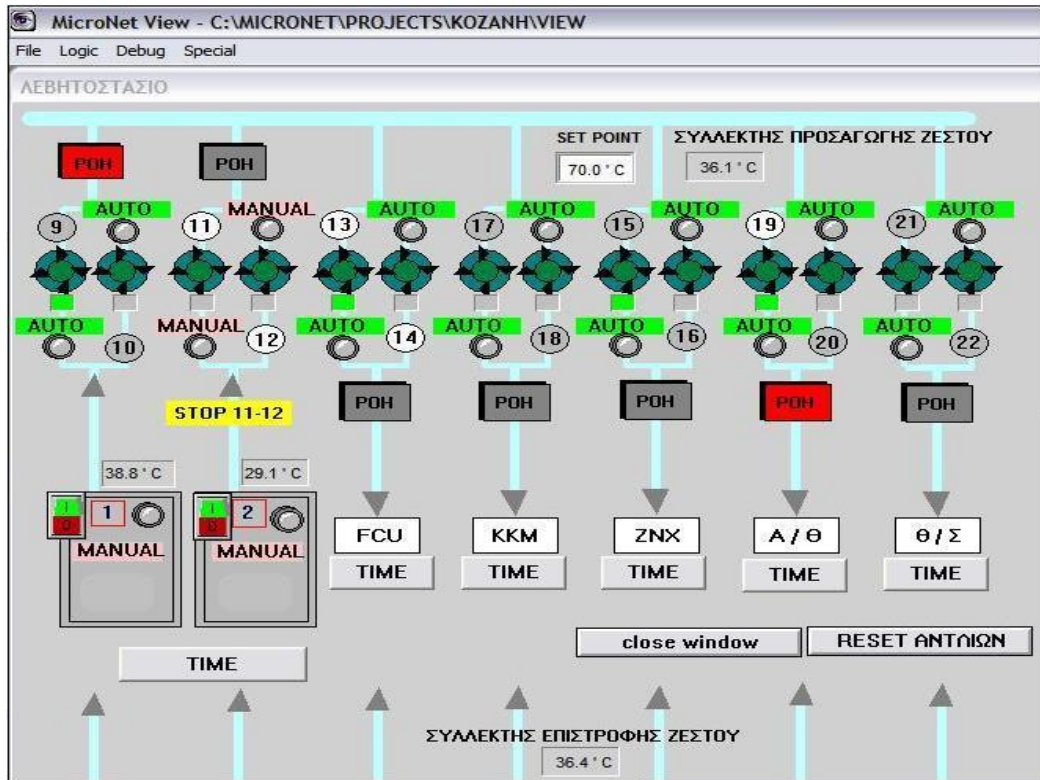 MicroNet View - C:\MICRONET\PROJECTS\KOZANH\VIEW
File Logic Debug Special
ΛΕΒΗΤΟΣΤΑΣΙΟ
SET POINT
70.0 ' C
ΣΥΛΛΕΚΤΗΣ ΠΡΟΣΑΓΩΓΗΣ ΖΕΣΤΟΥ
36.1 ' C
ΡΟΗ ΡΟΗ
AUTO MANUAL AUTO AUTO AUTO AUTO AUTO
9 11 13 17 15 19 21
AUTO MANUAL AUTO AUTO AUTO AUTO AUTO
10 12 14 18 16 20 22
ΡΟΗ ΡΟΗ ΡΟΗ ΡΟΗ ΡΟΗ
STOP 11-12
38.8 ' C 29.1 ' C
I 1 I 2
0 0
MANUAL MANUAL
FCU KKM ZNX Α / Θ Θ / Σ
TIME TIME TIME TIME TIME
close window RESET ΑΝΤΛΙΩΝ
TIME
ΣΥΛΛΕΚΤΗΣ ΕΠΙΣΤΡΟΦΗΣ ΖΕΣΤΟΥ
36.4 ' C